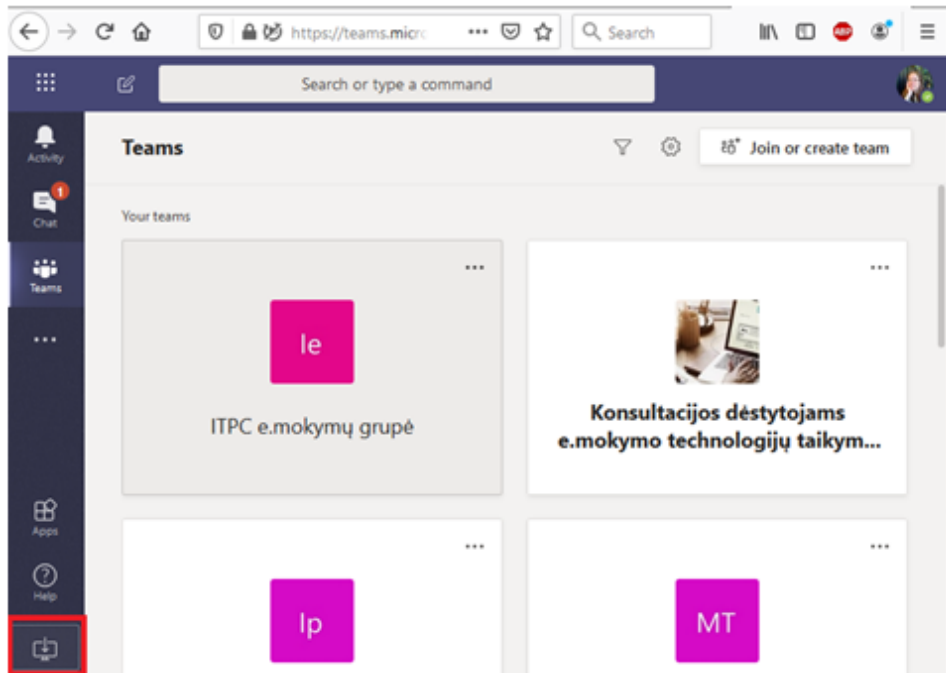 https://teams.micro
Search
ABP
Search or type a command
Activity
Teams
Join or create team
1
Chat
Your teams
Teams
Ie
ITPC e.mokymų grupė
Konsultacijos dėstytojams
e.mokymo technologijų taikym...
Apps
Help
Ip
MT